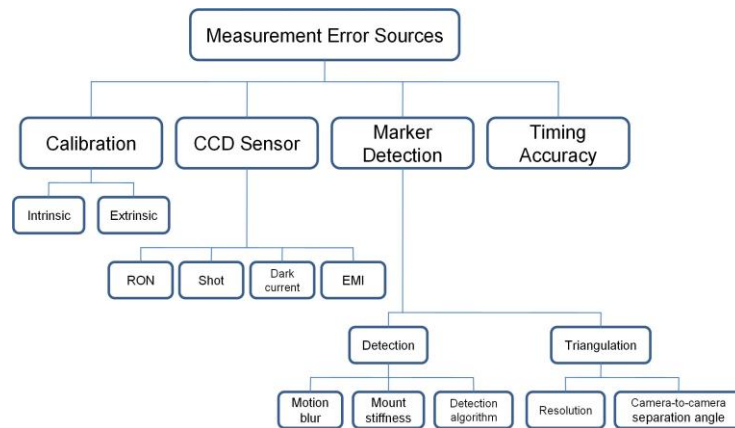 Measurement Error Sources
Calibration
CCD Sensor
Marker
Detection
Timing
Accuracy
Intrinsic
Extrinsic
RON
Shot
Dark
current
EMI
Detection
Triangulation
Motion
blur
Mount
stiffness
Detection
algorithm
Resolution
Camera-to-camera
separation angle